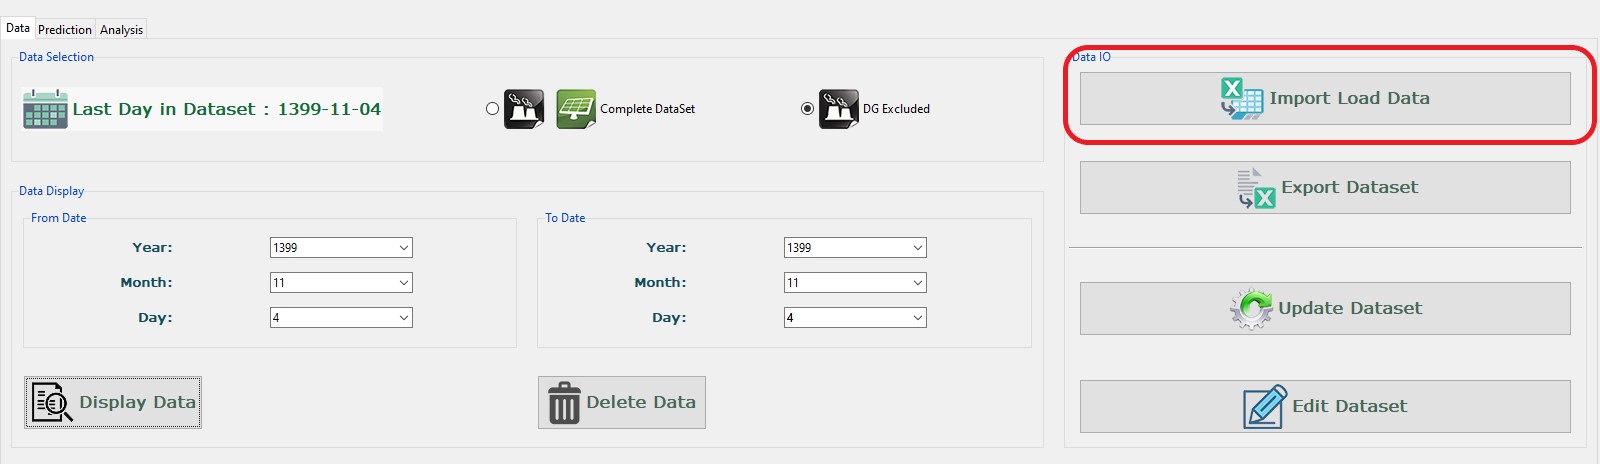 Data Prediction Analysis
Data Selection
Last Day in Dataset : 1399-11-04
Complete DataSet
DG Excluded
Data Display
From Date
Year: 1399
Month: 11
Day: 4
To Date
Year: 1399
Month: 11
Day: 4
Display Data
Delete Data
Data IO
Import Load Data
Export Dataset
Update Dataset
Edit Dataset